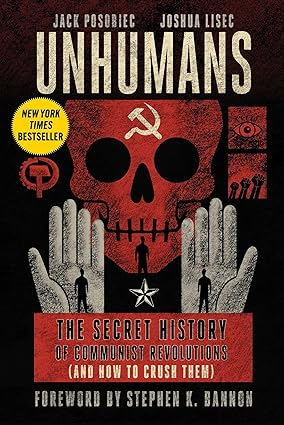 JACK POSOBIEC JOSHUA LISEC
UNHUMANS
NEW YORK
TIMES
BESTSELLER
THE SECRET HISTORY
OF COMMUNIST REVOLUTIONS
(AND HOW TO CRUSH THEM)
FOREWORD BY STEPHEN K. BANNON